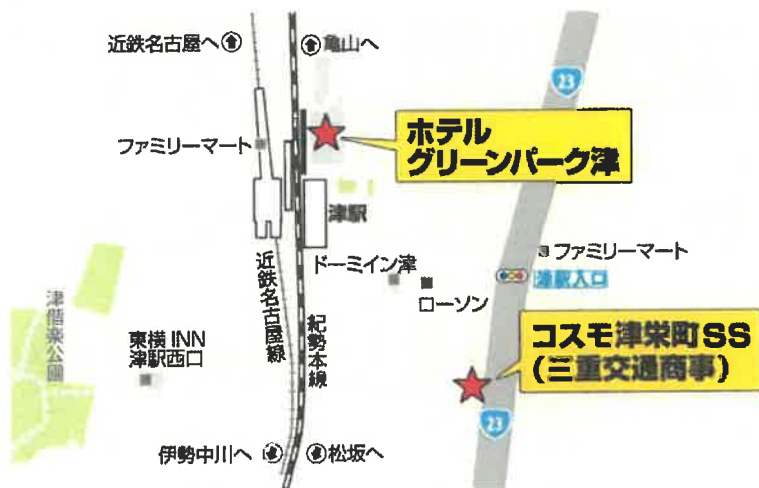 近鉄名古屋へ
亀山へ
23
ホテル
グリーンパーク津
ファミリーマート
津駅
ファミリーマート
ドーミイン津
津駅入口
ローソン
近鉄名古屋線
紀勢本線
津偕楽公園
東横INN
津駅西口
コスモ津栄町SS
(三重交通商事)
23
伊勢中川へ
松坂へ